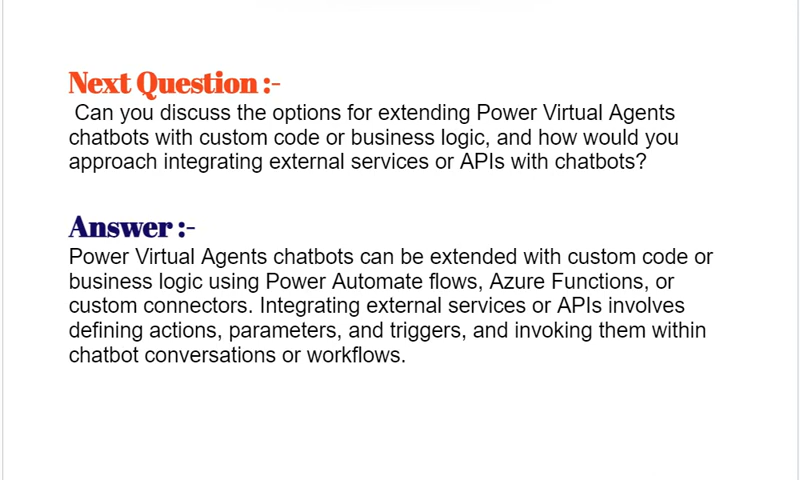 Next Question :-
Can you discuss the options for extending Power Virtual Agents
chatbots with custom code or business logic, and how would you
approach integrating external services or APIs with chatbots?
Answer :-
Power Virtual Agents chatbots can be extended with custom code or
business logic using Power Automate flows, Azure Functions, or
custom connectors. Integrating external services or APIs involves
defining actions, parameters, and triggers, and invoking them within
chatbot conversations or workflows.